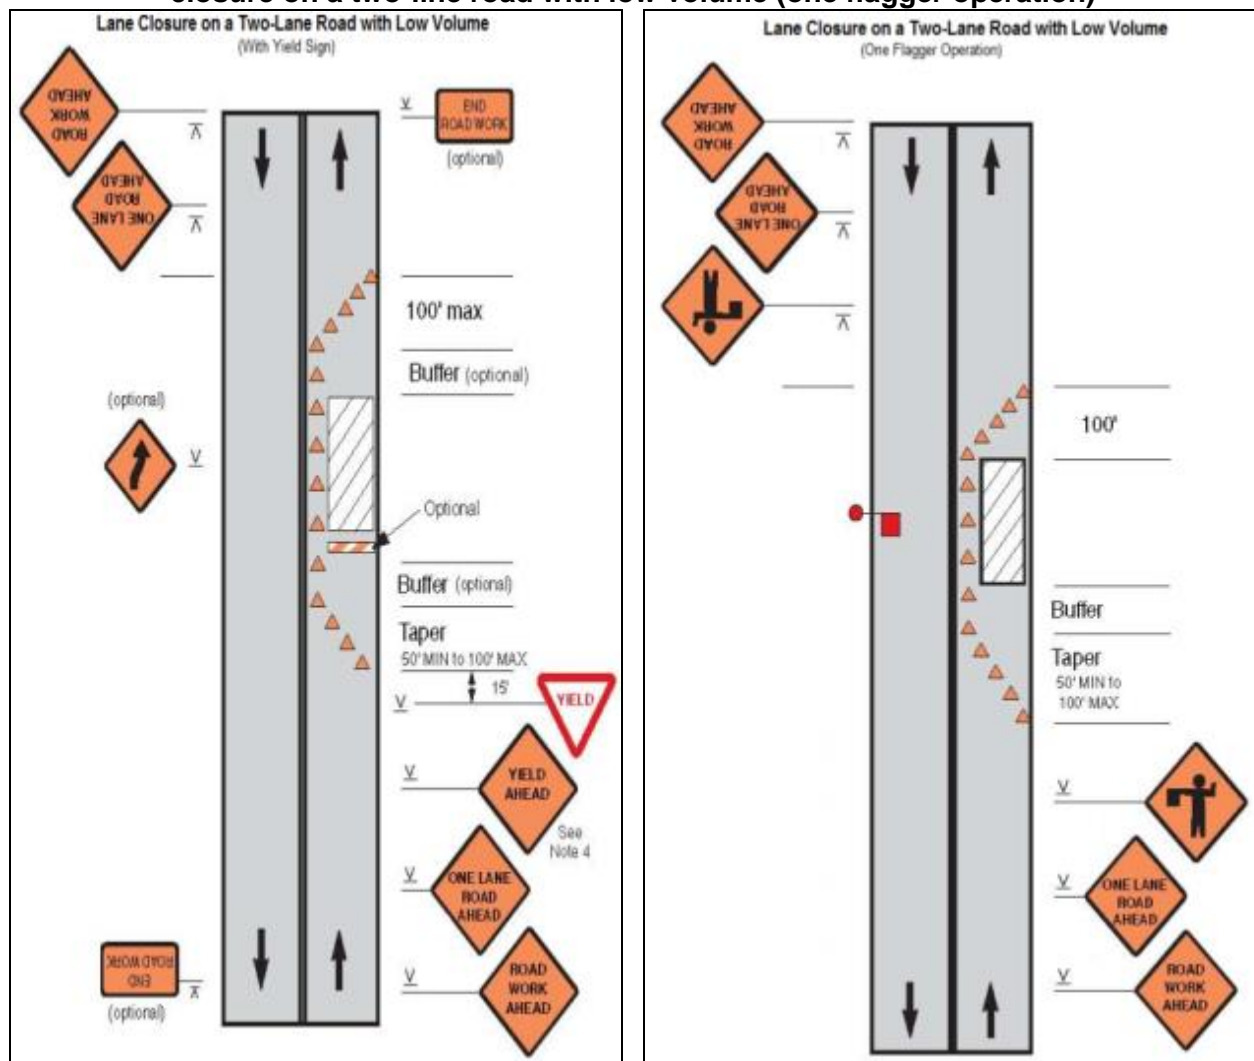 closure on a two-line road with low volume (one flagger operation)
Lane Closure on a Two-Lane Road with Low Volume
(With Yield Sign)
ROAD
WORK
AHEAD
ONE LANE
ROAD
AHEAD
END
ROAD WORK
(optional)
100' max
Buffer (optional)
(optional)
Optional
Buffer (optional)
Taper
50' MIN to 100' MAX
15'
YIELD
YIELD
AHEAD
See
Note 4
ONE LANE
ROAD
AHEAD
ROAD
WORK
AHEAD
END
ROAD WORK
(optional)
Lane Closure on a Two-Lane Road with Low Volume
(One Flagger Operation)
ROAD
WORK
AHEAD
ONE LANE
ROAD
AHEAD
100'
Buffer
Taper
50' MIN to
100' MAX
ONE LANE
ROAD
AHEAD
ROAD
WORK
AHEAD